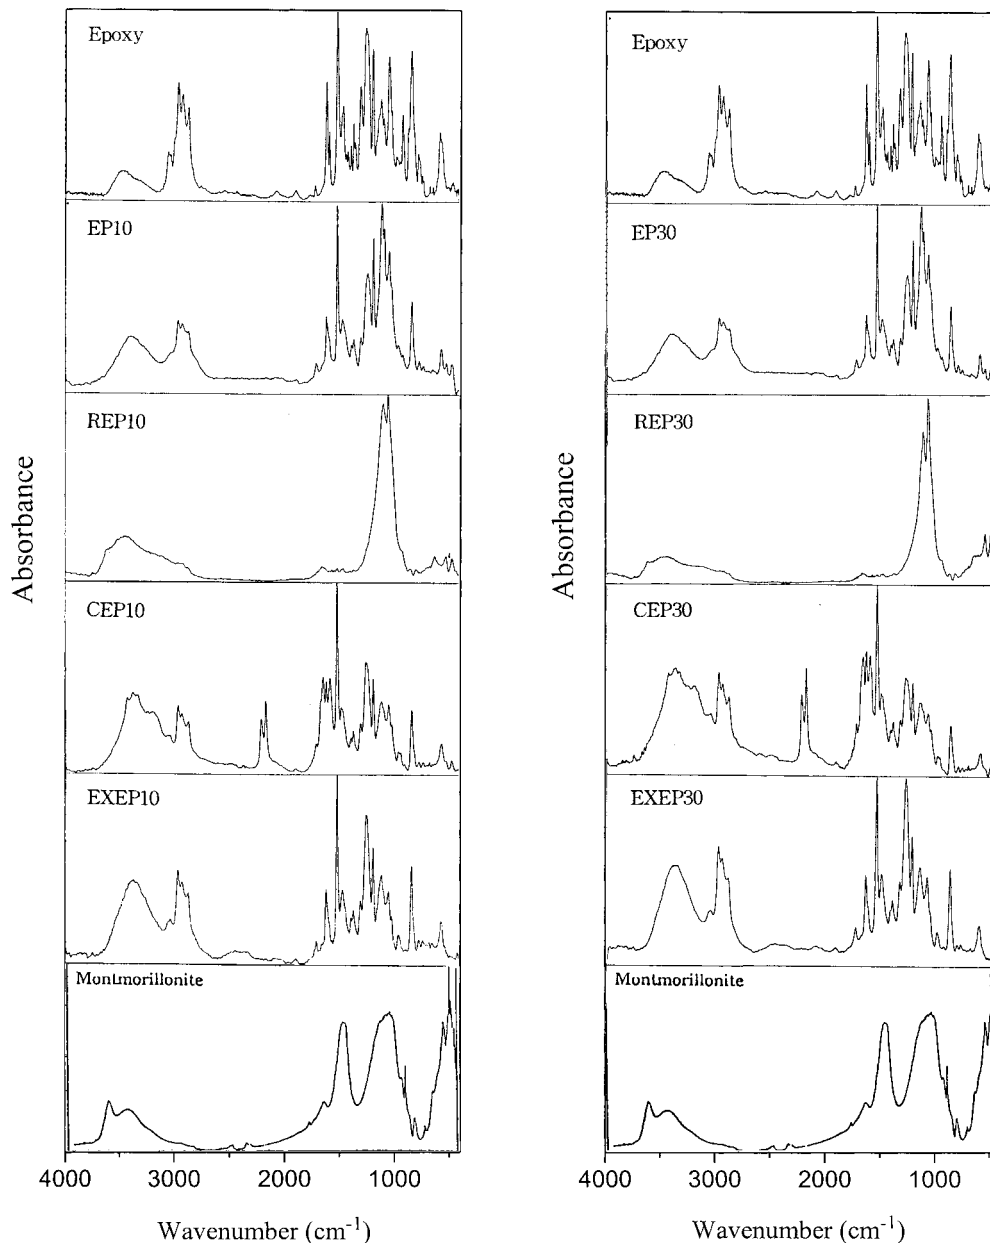 Epoxy
EP10
REP10
CEP10
EXEP10
Montmorillonite
Absorbance
4000 3000 2000 1000
Wavenumber (cm-1)
Epoxy
EP30
REP30
CEP30
EXEP30
Montmorillonite
Absorbance
4000 3000 2000 1000
Wavenumber (cm-1)